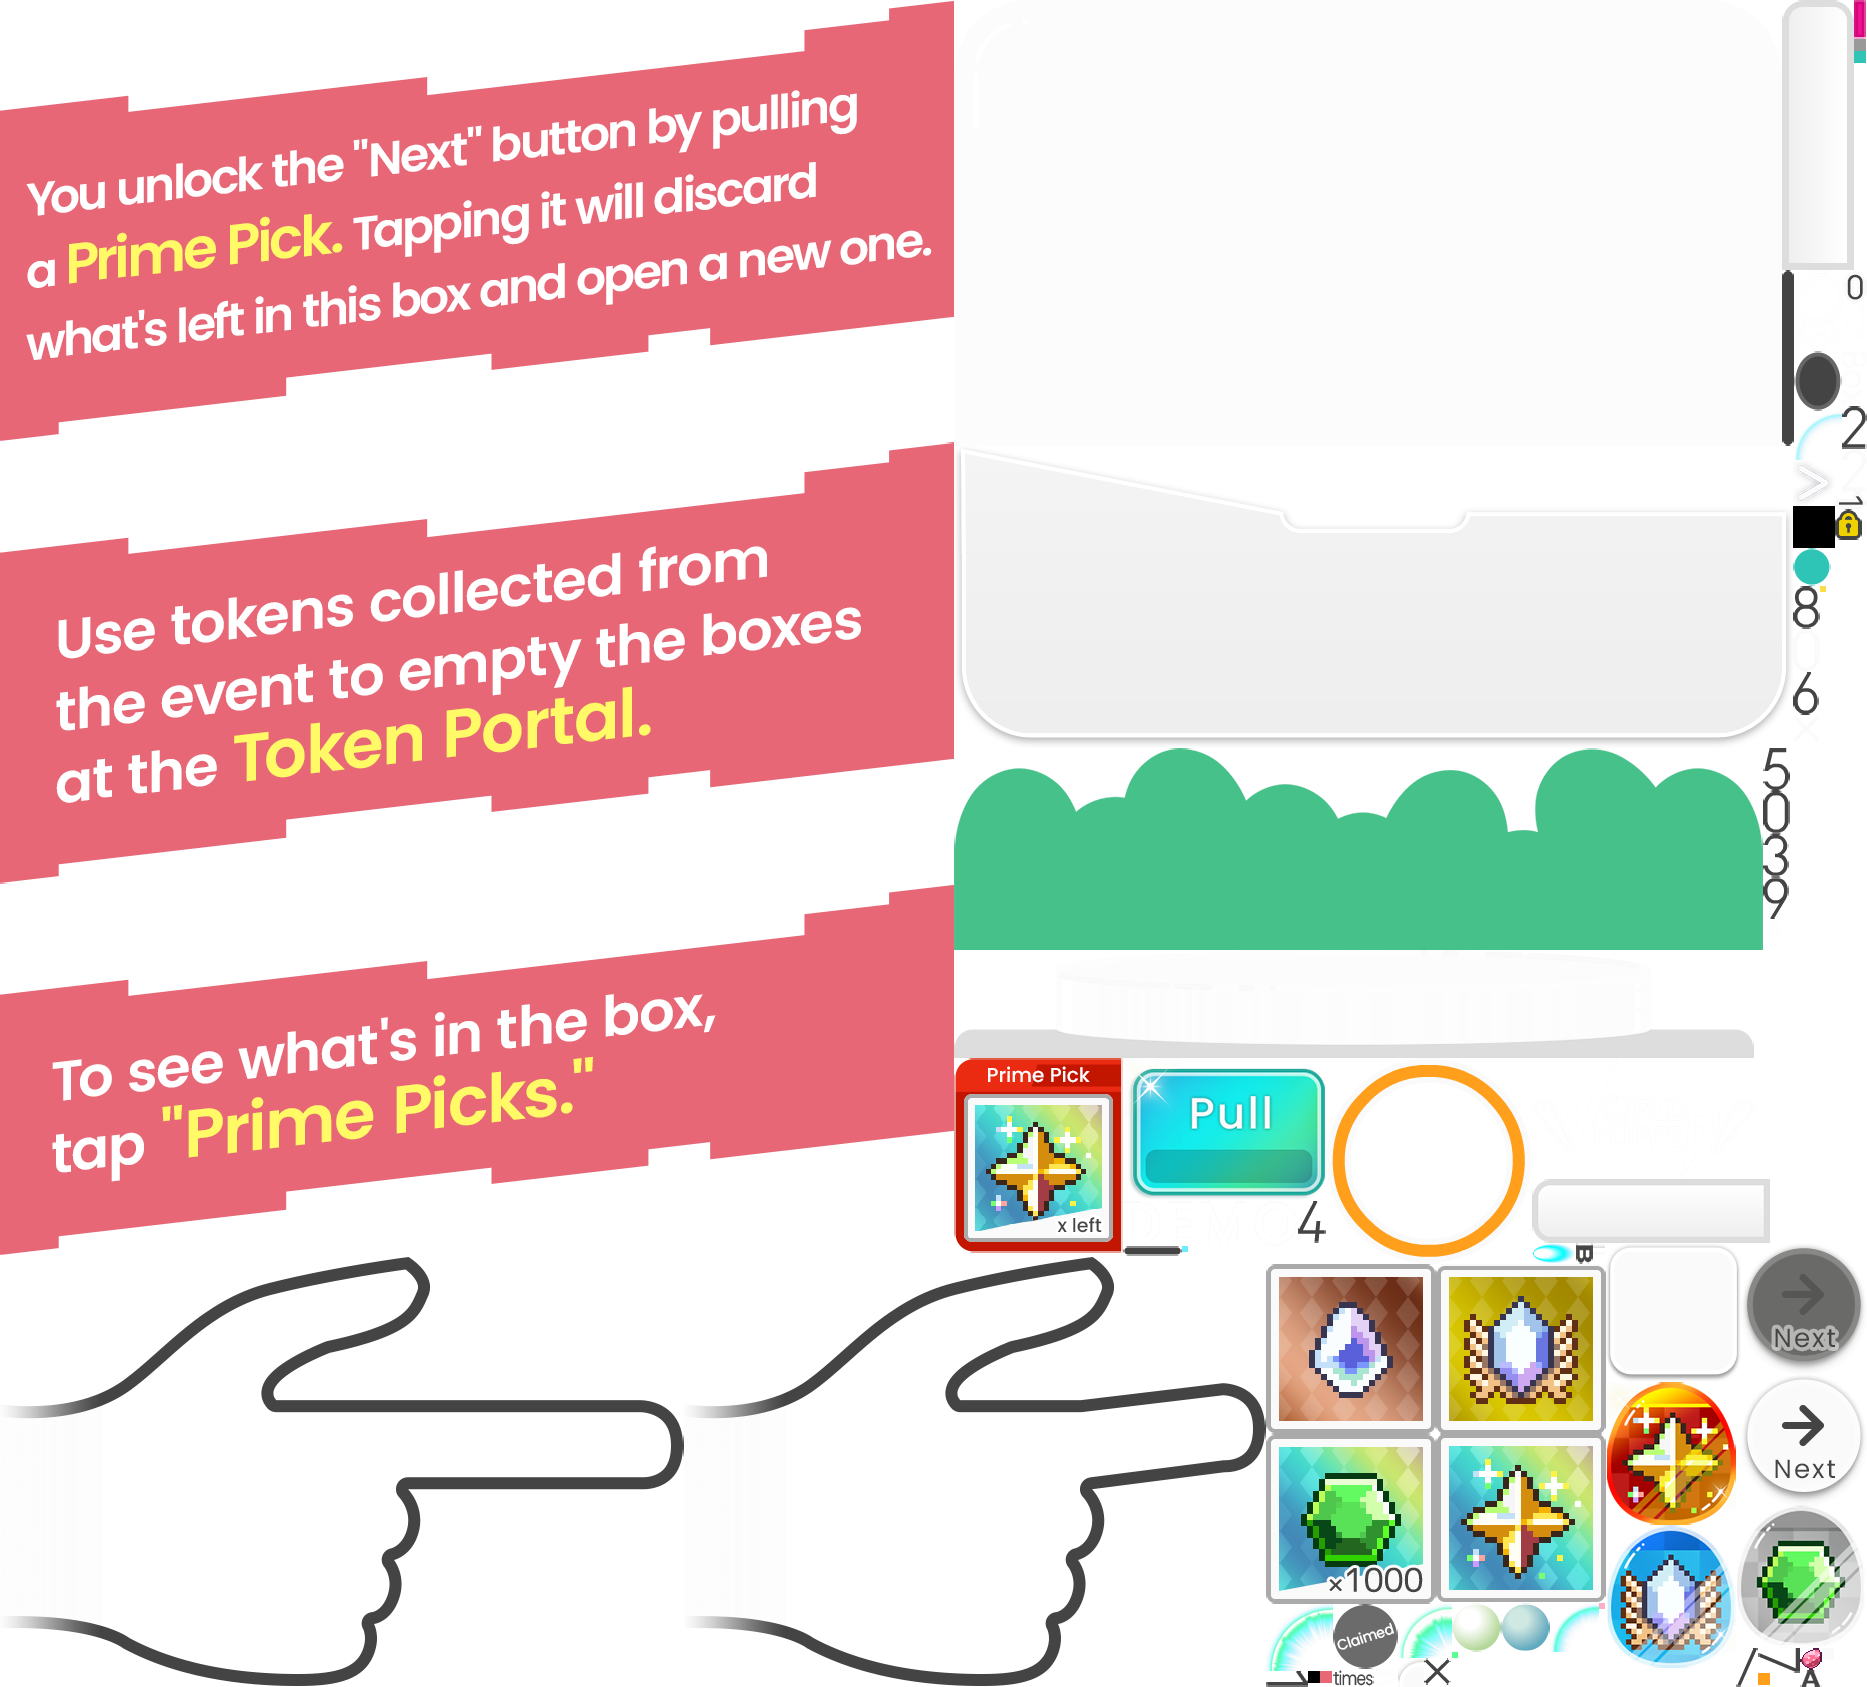 You unlock the "Next" button by pulling
a Prime Pick. Tapping it will discard
what's left in this box and open a new one.
Use tokens collected from
the event to empty the boxes
at the Token Portal.
To see what's in the box,
tap "Prime Picks."
0
2
1
8
6
5
0
3
9
Prime Pick
x left
Pull
4
B
Next
Next
×1000
Claimed
times
A